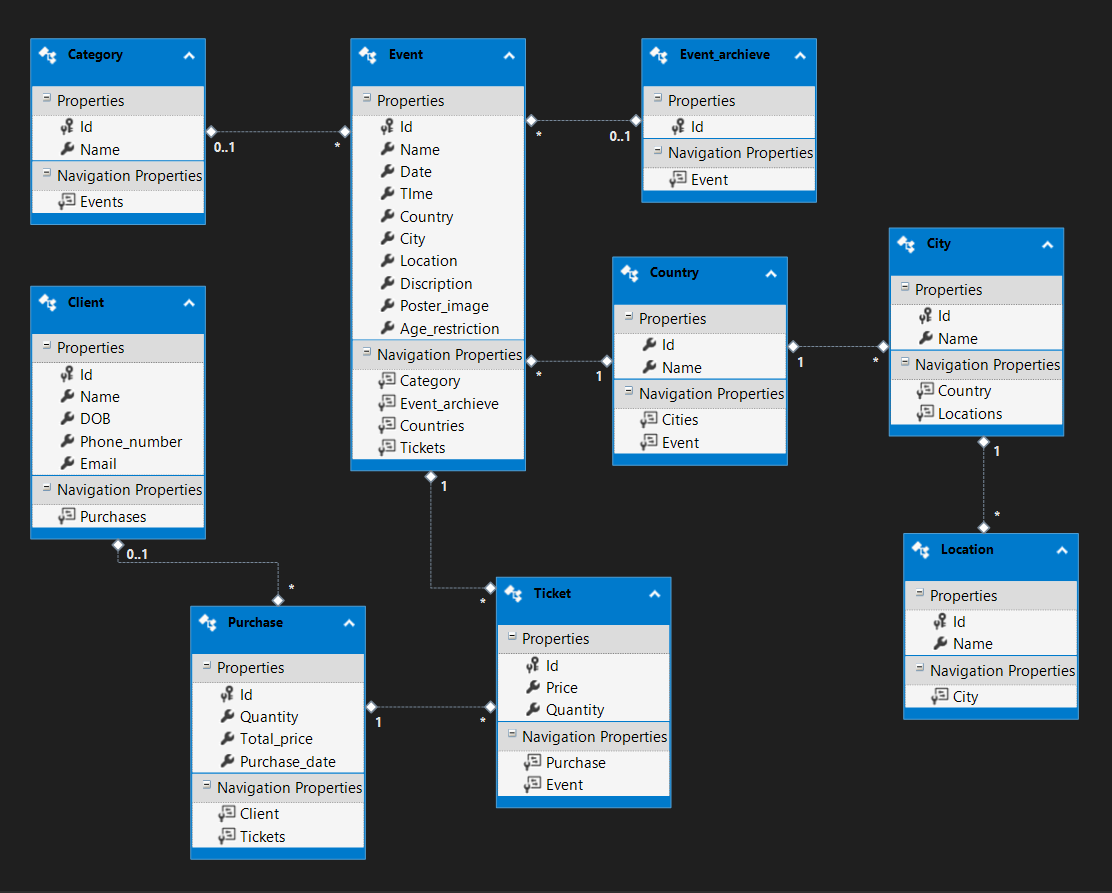 Category
Properties
Id
Name
Navigation Properties
Events
0..1
*
Event
Properties
Id
Name
Date
TIme
Country
City
Location
Discription
Poster_image
Age_restriction
Navigation Properties
Category
Event_archieve
Countries
Tickets
*
0..1
Event_archieve
Properties
Id
Navigation Properties
Event
*
1
Country
Properties
Id
Name
Navigation Properties
Cities
Event
1
*
City
Properties
Id
Name
Navigation Properties
Country
Locations
1
*
Location
Properties
Id
Name
Navigation Properties
City
Client
Properties
Id
Name
DOB
Phone_number
Email
Navigation Properties
Purchases
0..1
*
Purchase
Properties
Id
Quantity
Total_price
Purchase_date
Navigation Properties
Client
Tickets
1
*
1
*
Ticket
Properties
Id
Price
Quantity
Navigation Properties
Purchase
Event